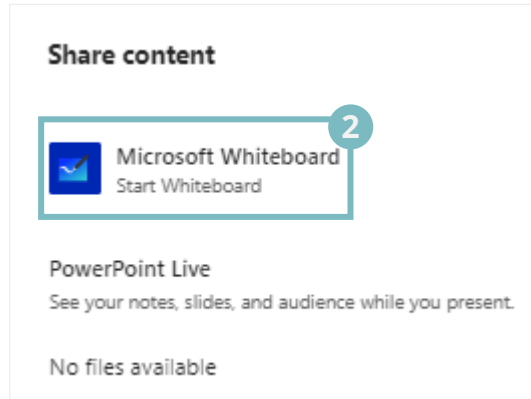 Share content
2
Microsoft Whiteboard
Start Whiteboard
PowerPoint Live
See your notes, slides, and audience while you present.
No files available